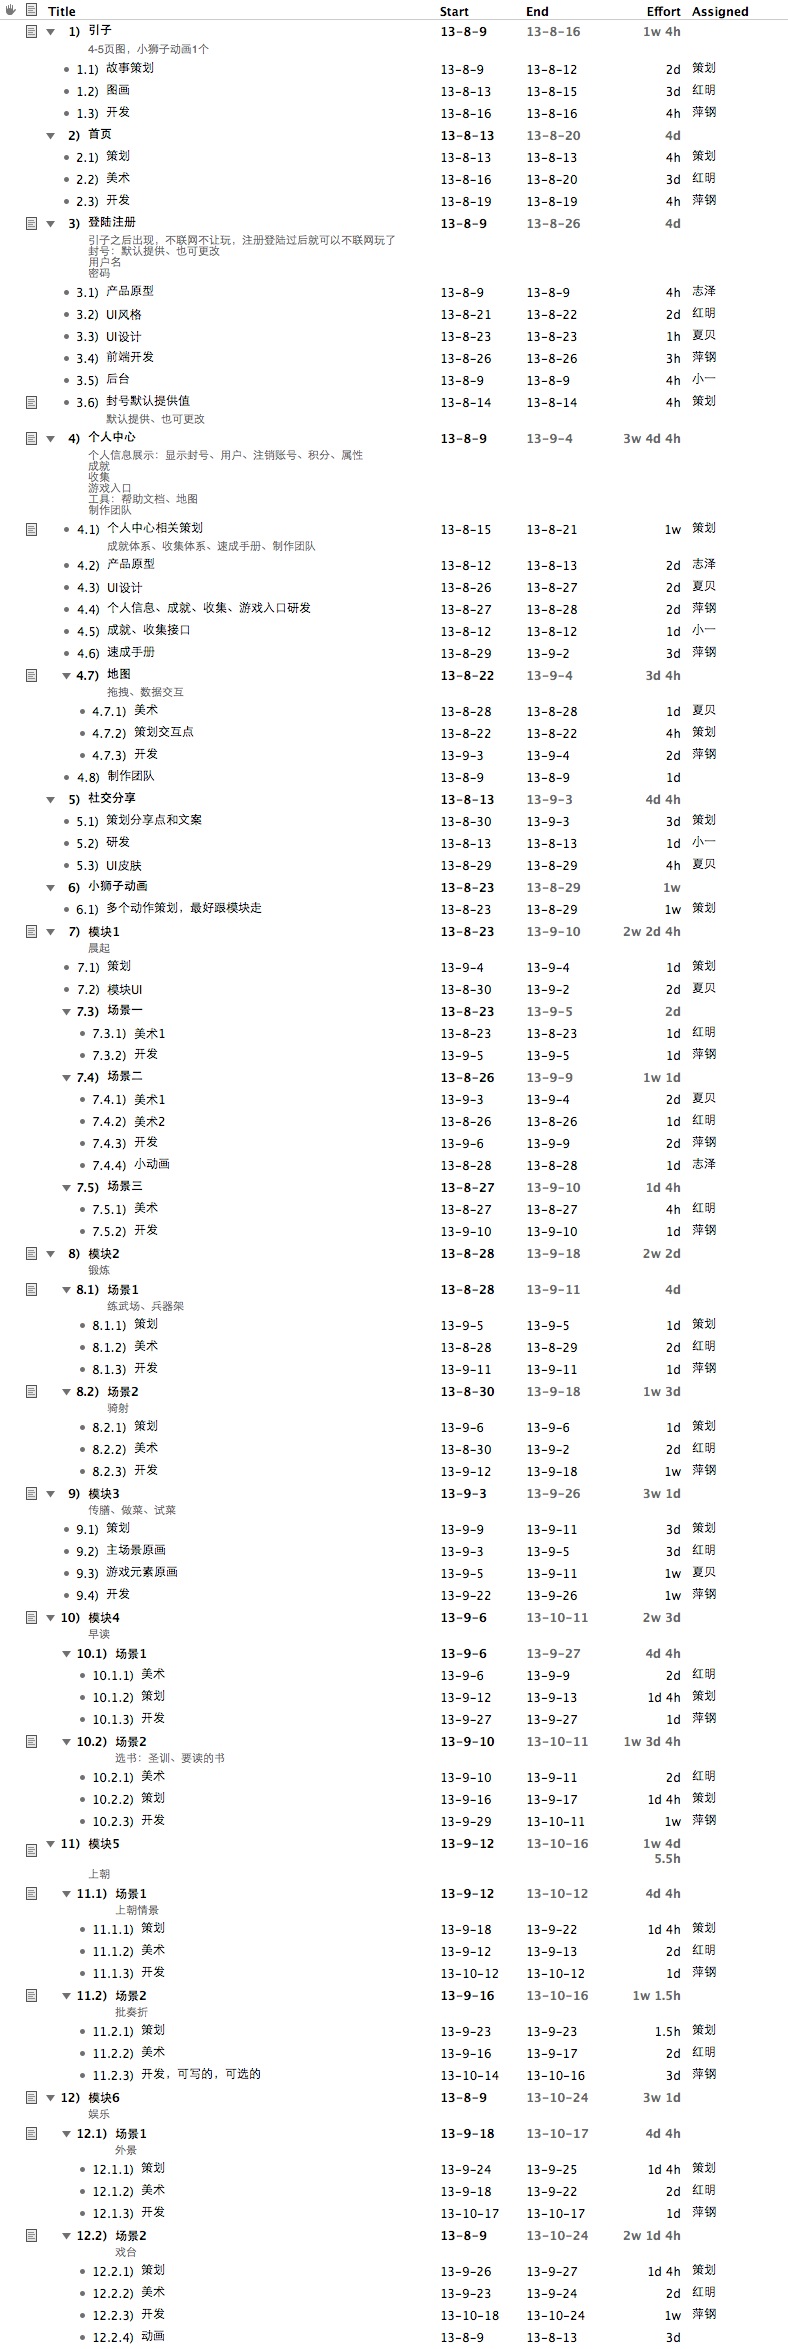 Title Start End Effort Assigned
1) 引子 13-8-9 13-8-16 1w 4h
4-5页图，小狮子动画1个
1.1) 故事策划 13-8-9 13-8-12 2d 策划
1.2) 图画 13-8-13 13-8-15 3d 红明
1.3) 开发 13-8-16 13-8-16 4h 萍钢
2) 首页 13-8-13 13-8-20 4d
2.1) 策划 13-8-13 13-8-13 4h 策划
2.2) 美术 13-8-16 13-8-20 3d 红明
2.3) 开发 13-8-19 13-8-19 4h 萍钢
3) 登陆注册 13-8-9 13-8-26 4d
引子之后出现，不联网不让玩，注册登陆过后就可以不联网玩了
封号：默认提供、也可更改
用户名
密码
3.1) 产品原型 13-8-9 13-8-9 4h 志泽
3.2) UI风格 13-8-21 13-8-22 2d 红明
3.3) UI设计 13-8-23 13-8-23 1h 夏贝
3.4) 前端开发 13-8-26 13-8-26 3h 萍钢
3.5) 后台 13-8-9 13-8-9 4h 小一
3.6) 封号默认提供值 13-8-14 13-8-14 4h 策划
默认提供、也可更改
4) 个人中心 13-8-9 13-9-4 3w 4d 4h
个人信息展示：显示封号、用户、注销账号、积分、属性
成就
收集
游戏入口
工具：帮助文档、地图
制作团队
4.1) 个人中心相关策划 13-8-15 13-8-21 1w 策划
成就体系、收集体系、速成手册、制作团队
4.2) 产品原型 13-8-12 13-8-13 2d 志泽
4.3) UI设计 13-8-26 13-8-27 2d 夏贝
4.4) 个人信息、成就、收集、游戏入口研发 13-8-27 13-8-28 2d 萍钢
4.5) 成就、收集接口 13-8-12 13-8-12 1d 小一
4.6) 速成手册 13-8-29 13-9-2 3d 萍钢
4.7) 地图 13-8-22 13-9-4 3d 4h
拖拽、数据交互
4.7.1) 美术 13-8-28 13-8-28 1d 夏贝
4.7.2) 策划交互点 13-8-22 13-8-22 4h 策划
4.7.3) 开发 13-9-3 13-9-4 2d 萍钢
4.8) 制作团队 13-8-9 13-8-9 1d
5) 社交分享 13-8-13 13-9-3 4d 4h
5.1) 策划分享点和文案 13-8-30 13-9-3 3d 策划
5.2) 研发 13-8-13 13-8-13 1d 小一
5.3) UI皮肤 13-8-29 13-8-29 4h 夏贝
6) 小狮子动画 13-8-23 13-8-29 1w
6.1) 多个动作策划，最好跟模块走 13-8-23 13-8-29 1w 策划
7) 模块1 13-8-23 13-9-10 2w 2d 4h
晨起
7.1) 策划 13-9-4 13-9-4 1d 策划
7.2) 模块UI 13-8-30 13-9-2 2d 夏贝
7.3) 场景一 13-8-23 13-9-5 2d
7.3.1) 美术1 13-8-23 13-8-23 1d 红明
7.3.2) 开发 13-9-5 13-9-5 1d 萍钢
7.4) 场景二 13-8-26 13-9-9 1w 1d
7.4.1) 美术1 13-9-3 13-9-4 2d 夏贝
7.4.2) 美术2 13-8-26 13-8-26 1d 红明
7.4.3) 开发 13-9-6 13-9-9 2d 萍钢
7.4.4) 小动画 13-8-28 13-8-28 1d 志泽
7.5) 场景三 13-8-27 13-9-10 1d 4h
7.5.1) 美术 13-8-27 13-8-27 4h 红明
7.5.2) 开发 13-9-10 13-9-10 1d 萍钢
8) 模块2 13-8-28 13-9-18 2w 2d
锻炼
8.1) 场景1 13-8-28 13-9-11 4d
练武场、兵器架
8.1.1) 策划 13-9-5 13-9-5 1d 策划
8.1.2) 美术 13-8-28 13-8-29 2d 红明
8.1.3) 开发 13-9-11 13-9-11 1d 萍钢
8.2) 场景2 13-8-30 13-9-18 1w 3d
骑射
8.2.1) 策划 13-9-6 13-9-6 1d 策划
8.2.2) 美术 13-8-30 13-9-2 2d 红明
8.2.3) 开发 13-9-12 13-9-18 1w 萍钢
9) 模块3 13-9-3 13-9-26 3w 1d
传膳、做菜、试菜
9.1) 策划 13-9-9 13-9-11 3d 策划
9.2) 主场景原画 13-9-3 13-9-5 3d 红明
9.3) 游戏元素原画 13-9-5 13-9-11 1w 夏贝
9.4) 开发 13-9-22 13-9-26 1w 萍钢
10) 模块4 13-9-6 13-10-11 2w 3d
早读
10.1) 场景1 13-9-6 13-9-27 4d 4h
10.1.1) 美术 13-9-6 13-9-9 2d 红明
10.1.2) 策划 13-9-12 13-9-13 1d 4h 策划
10.1.3) 开发 13-9-27 13-9-27 1d 萍钢
10.2) 场景2 13-9-10 13-10-11 1w 3d 4h
选书：圣训、要读的书
10.2.1) 美术 13-9-10 13-9-11 2d 红明
10.2.2) 策划 13-9-16 13-9-17 1d 4h 策划
10.2.3) 开发 13-9-29 13-10-11 1w 萍钢
11) 模块5 13-9-12 13-10-16 1w 4d
5.5h
上朝
11.1) 场景1 13-9-12 13-10-12 4d 4h
上朝情景
11.1.1) 策划 13-9-18 13-9-22 1d 4h 策划
11.1.2) 美术 13-9-12 13-9-13 2d 红明
11.1.3) 开发 13-10-12 13-10-12 1d 萍钢
11.2) 场景2 13-9-16 13-10-16 1w 1.5h
批奏折
11.2.1) 策划 13-9-23 13-9-23 1.5h 策划
11.2.2) 美术 13-9-16 13-9-17 2d 红明
11.2.3) 开发，可写的，可选的 13-10-14 13-10-16 3d 萍钢
12) 模块6 13-8-9 13-10-24 3w 1d
娱乐
12.1) 场景1 13-9-18 13-10-17 4d 4h
外景
12.1.1) 策划 13-9-24 13-9-25 1d 4h 策划
12.1.2) 美术 13-9-18 13-9-22 2d 红明
12.1.3) 开发 13-10-17 13-10-17 1d 萍钢
12.2) 场景2 13-8-9 13-10-24 2w 1d 4h
戏台
12.2.1) 策划 13-9-26 13-9-27 1d 4h 策划
12.2.2) 美术 13-9-23 13-9-24 2d 红明
12.2.3) 开发 13-10-18 13-10-24 1w 萍钢
12.2.4) 动画 13-8-9 13-8-13 3d